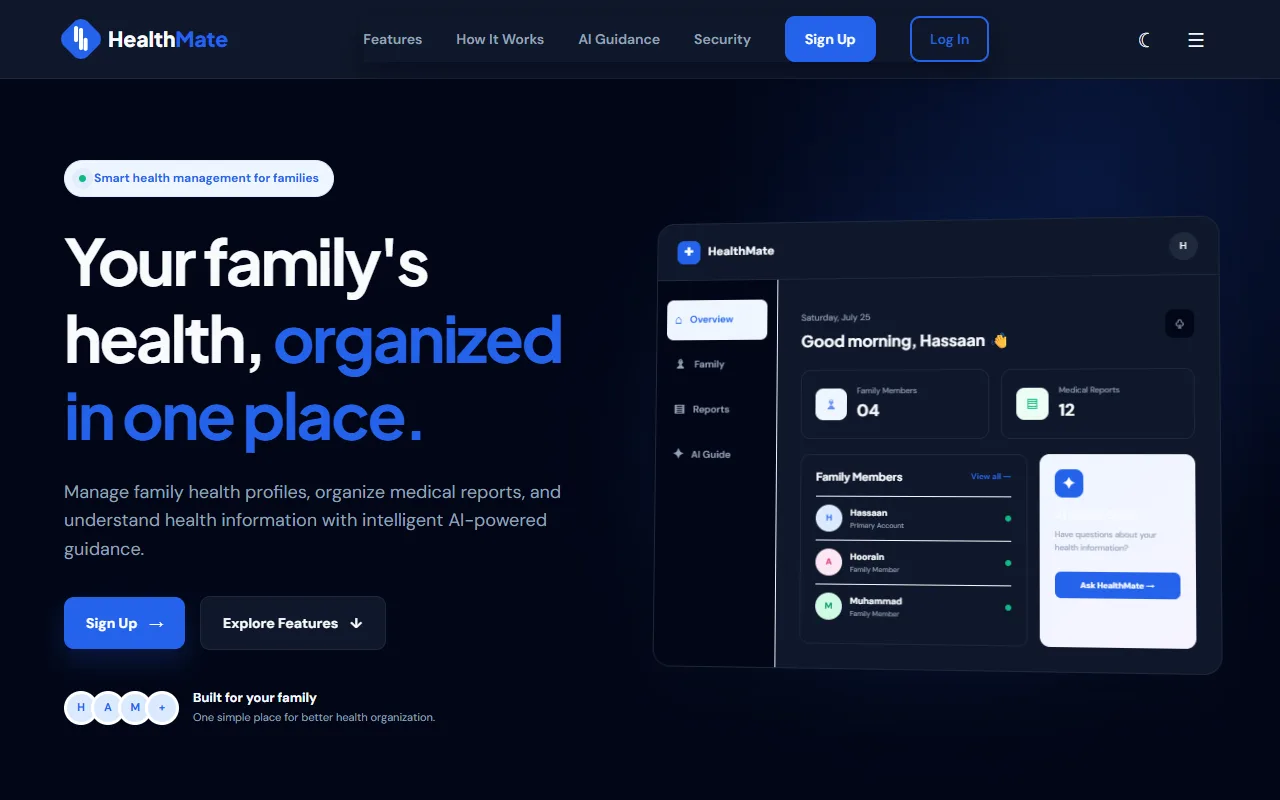 HealthMate
Features
How It Works
AI Guidance
Security
Sign Up
Log In
Smart health management for families
Your family's
health, organized
in one place.
Manage family health profiles, organize medical reports, and
understand health information with intelligent AI-powered
guidance.
Sign Up →
Explore Features ↓
H A M +
Built for your family
One simple place for better health organization.
HealthMate
H
Overview
Family
Reports
AI Guide
Saturday, July 25
Good morning, Hassaan 👋
Family Members
04
Medical Reports
12
Family Members
View all →
H
Hassaan
Primary Account
A
Hoorain
Family Member
M
Muhammad
Family Member
Have questions about your
health information?
Ask HealthMate →